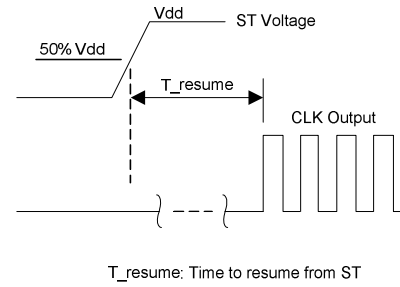 Vdd
ST Voltage
50% Vdd
T_resume
CLK Output
T_resume: Time to resume from ST